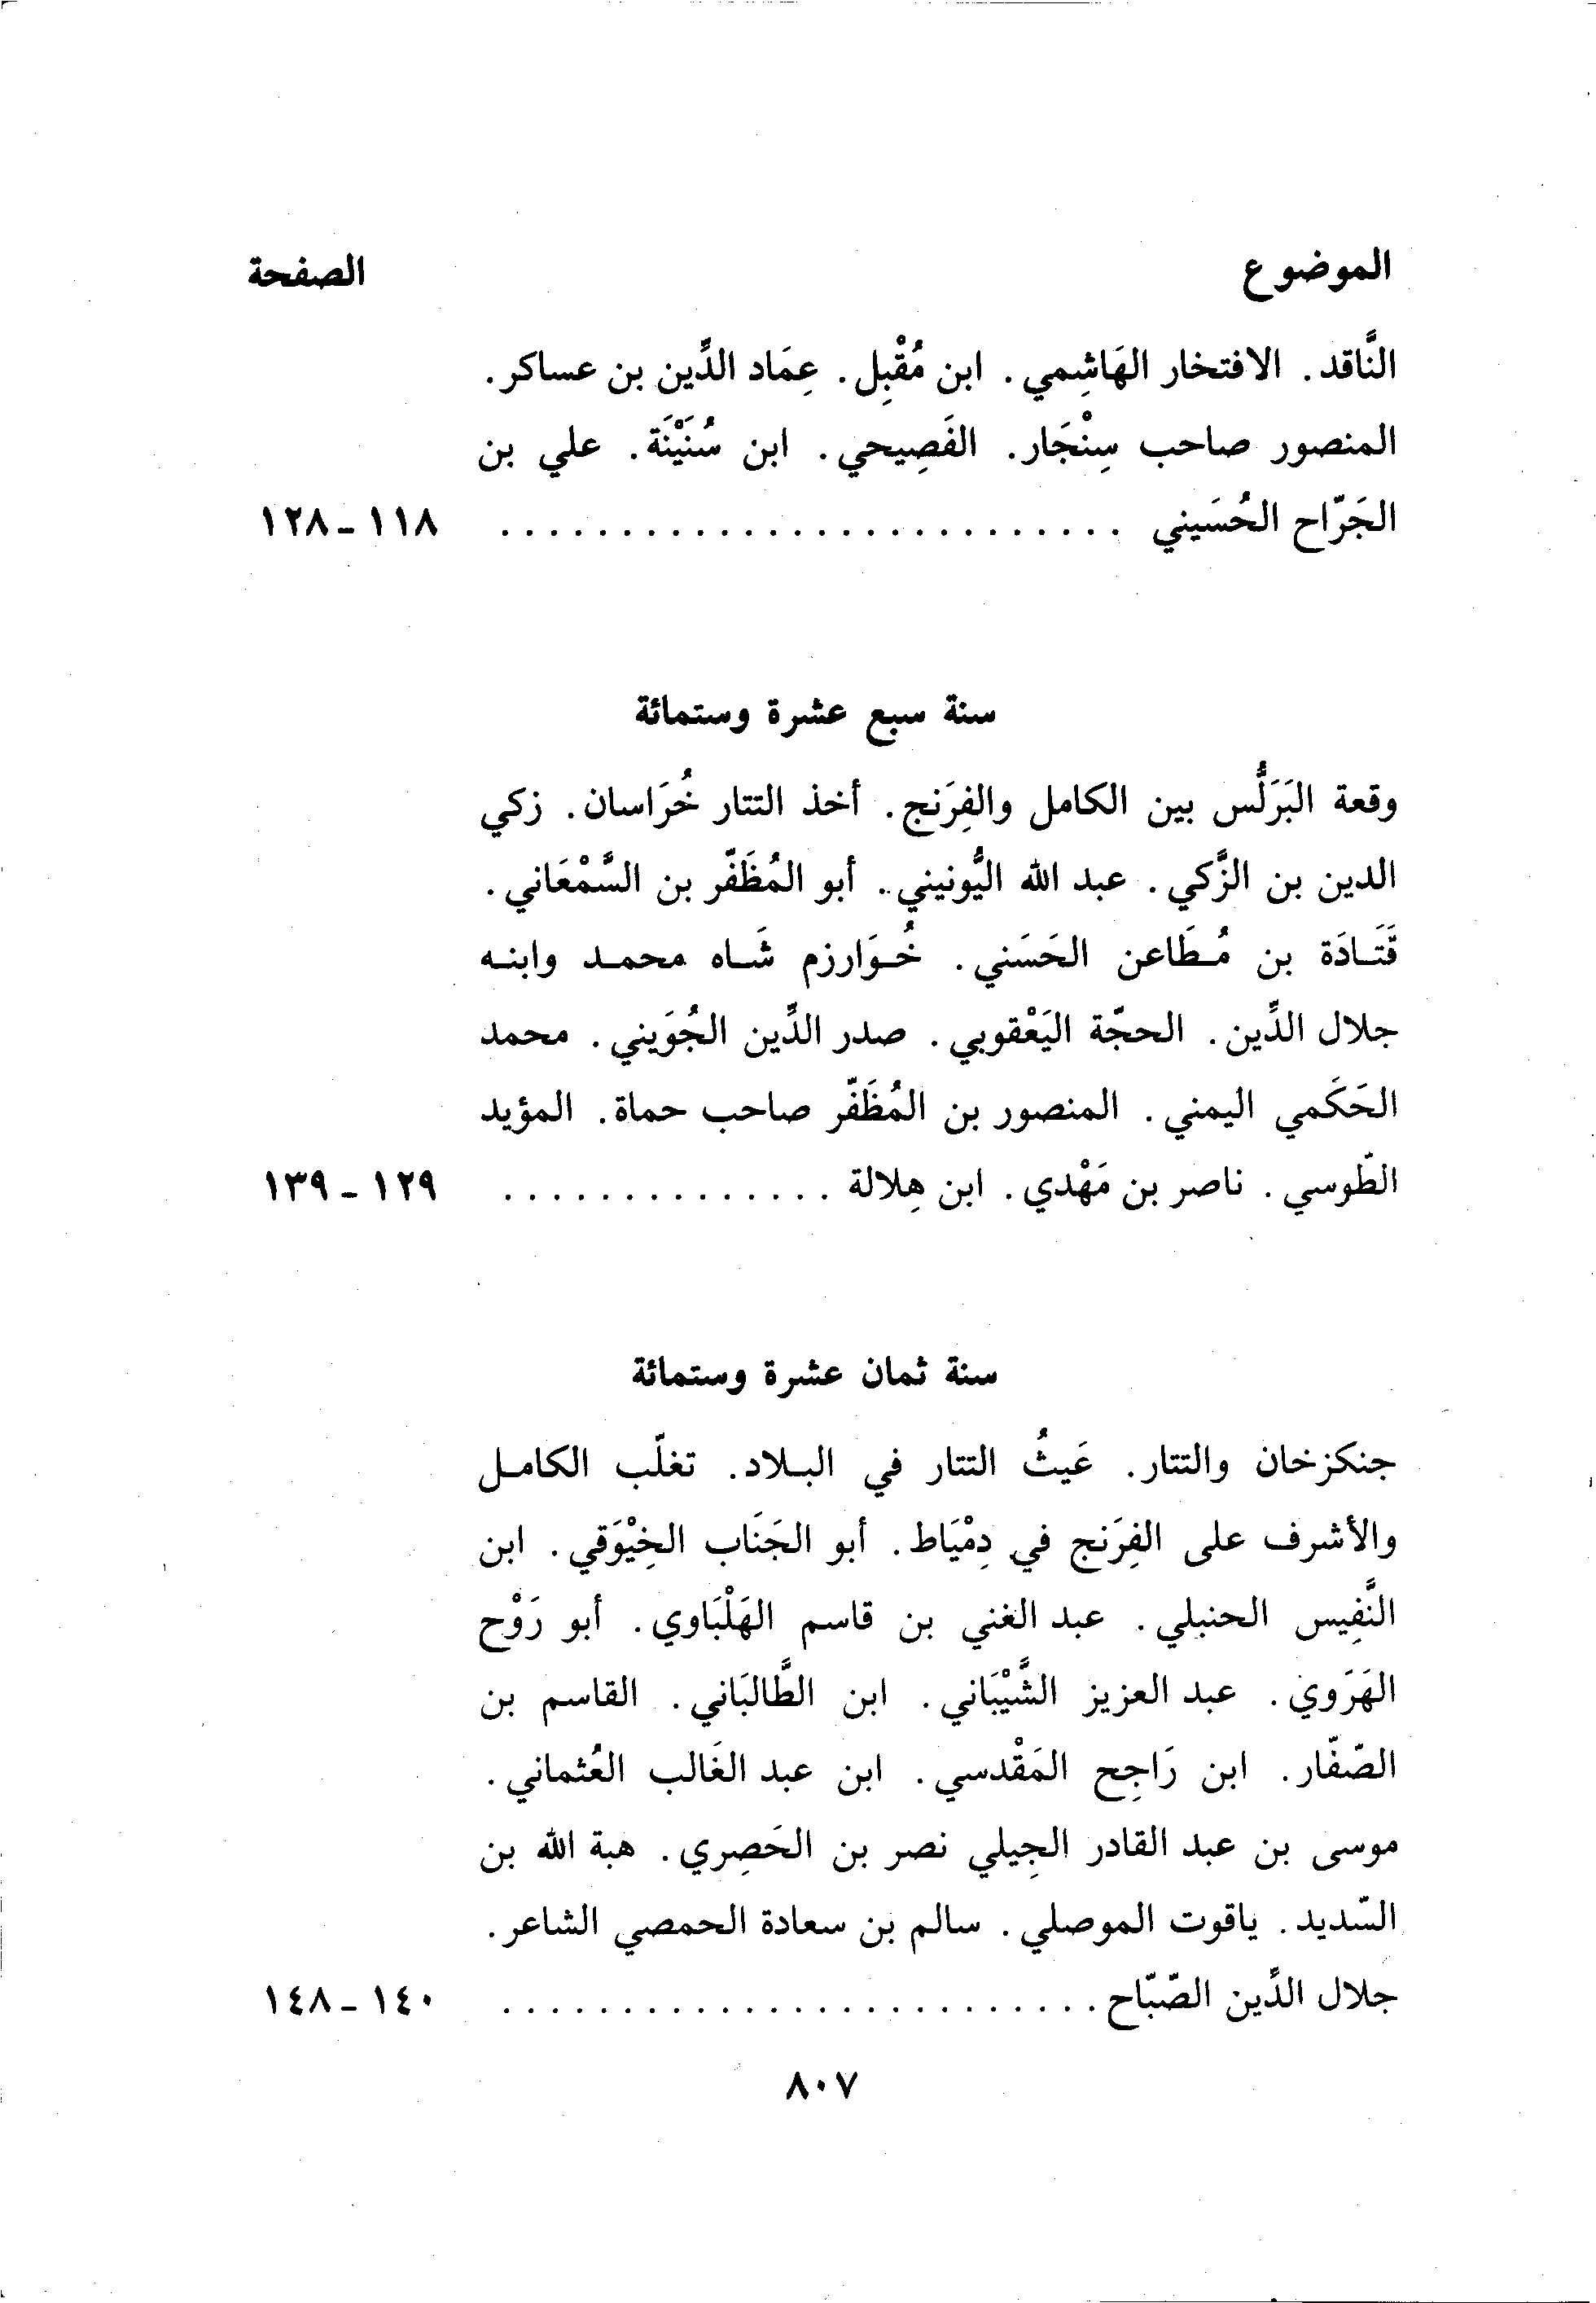 الموضوع الصفحة
النَّاقد. الافتخار الهَاشِمي. ابن مُقْبِل. عِمَاد الدِّين بن عساكر.
المنصور صاحب سِنْجَار. الفَصِيحي. ابن سُنَيْنَة. علي بن
الجَرّاح الحُسَيني . . . . . . . . . . . . . . . . . . . . . . . . . . ١١٨ - ١٢٨
سنة سبع عشرة وستمائة
وقعة البَرَلُّس بين الكامل والفِرَنج. أخذ التتار خُرَاسان. زكي
الدين بن الزَّكي. عبد الله اليُّونيني. أبو المُظَفّر بن السَّمْعَاني.
قَتَـادَة بن مُـطَاعن الحَسَني. خُـوَارزم شَـاه محمـد وابنـه
جلال الدِّين. الحجّة اليَعْقوبي. صدر الدِّين الجُوَيني. محمد
الحَكَمي اليمني. المنصور بن المُظَفّر صاحب حماة. المؤيد
الطّوسي. ناصر بن مَهْدي. ابن هِلالة . . . . . . . . . . . . . . ١٢٩ - ١٣٩
سنة ثمان عشرة وستمائة
جنكزخان والتتار. عَيثُ التتار في البـلاد. تغلّب الكامـل
والأشرف على الفِرَنج في دِمْيَاط. أبو الجَنَاب الخِيْوَقي. ابن
النَّفِيس الحنبلي. عبد الغني بن قاسم الهَلْبَاوي. أبو رَوْح
الهَرَوي. عبد العزيز الشَّيْبَاني. ابن الطَّالبَاني. القاسم بن
الصّفّار. ابن رَاجِح المَقْدسي. ابن عبد الغَالب العُثماني.
موسى بن عبد القادر الجِيلي نصر بن الحَصِري. هبة الله بن
السّديد. ياقوت الموصلي. سالم بن سعادة الحمصي الشاعر.
جلال الدِّين الصّبّاح . . . . . . . . . . . . . . . . . . . . . . . . . ١٤٠ - ١٤٨
٨٠٧